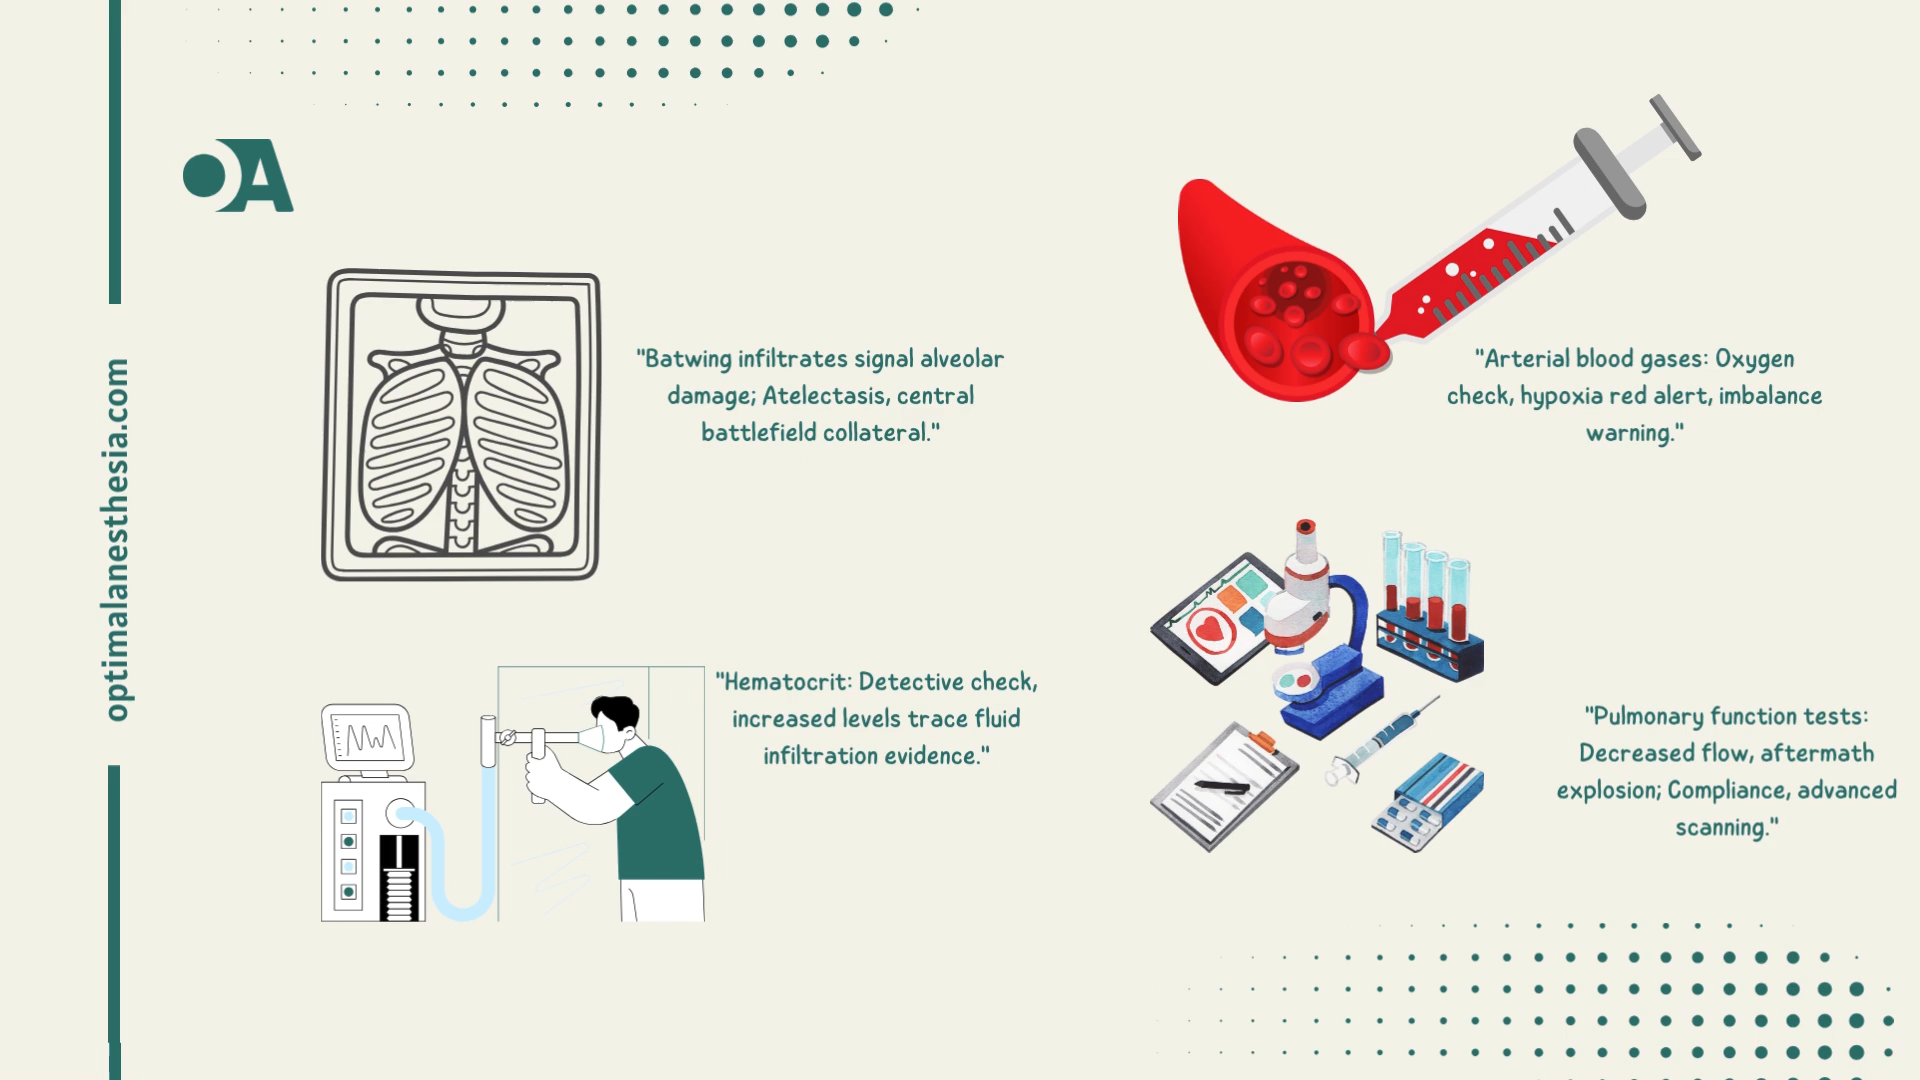 OA
optimalanesthesia.com
"Batwing infiltrates signal alveolar
damage; Atelectasis, central
battlefield collateral."
"Arterial blood gases: Oxygen
check, hypoxia red alert, imbalance
warning."
"Hematocrit: Detective check,
increased levels trace fluid
infiltration evidence."
"Pulmonary function tests:
Decreased flow, aftermath
explosion; Compliance, advanced
scanning."